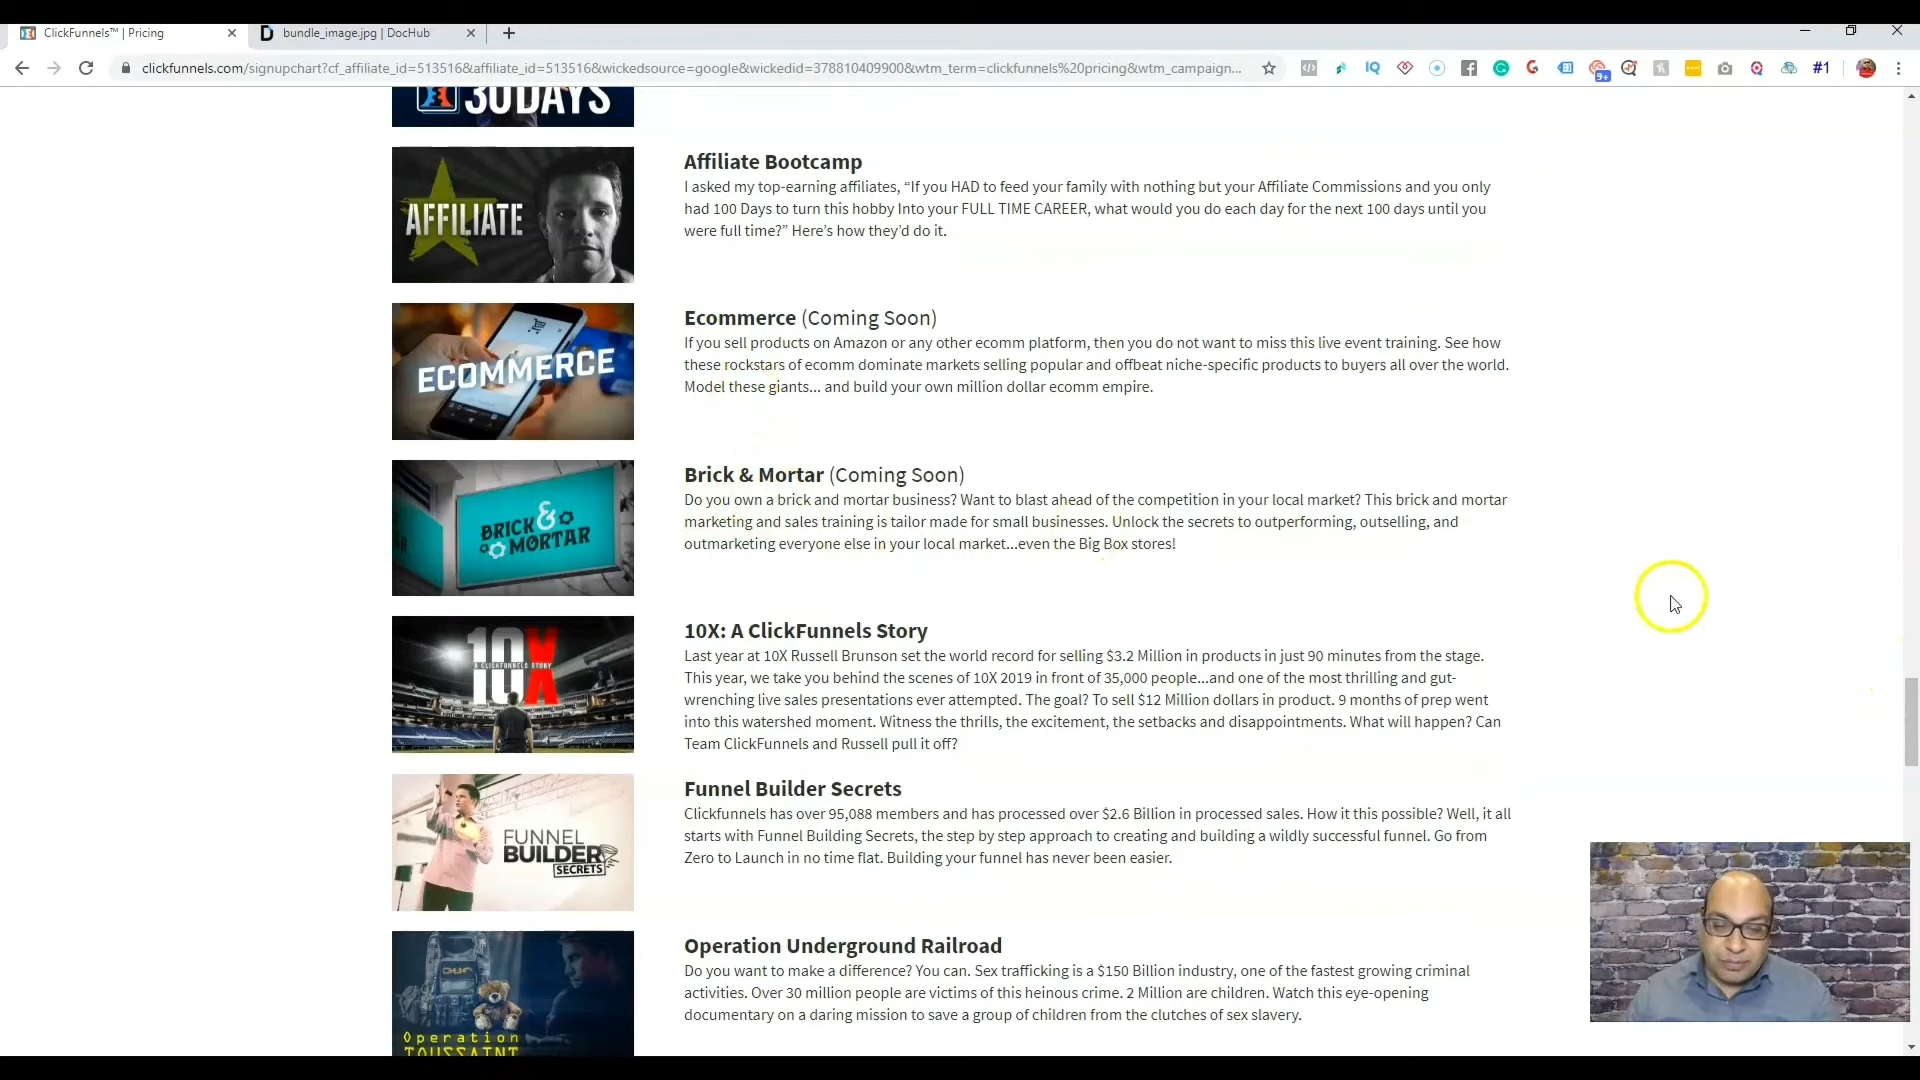 ClickFunnels™ | Pricing
bundle_image.jpg | DocHub
clickfunnels.com/signupchart?cf_affiliate_id=513516&affiliate_id=513516&wickedsource=google&wickedid=378810409900&wtm_term=clickfunnels%20pricing&wtm_campaign...
IQ
9+
#1
30 DAYS
AFFILIATE
Affiliate Bootcamp
I asked my top-earning affiliates, “If you HAD to feed your family with nothing but your Affiliate Commissions and you only
had 100 Days to turn this hobby Into your FULL TIME CAREER, what would you do each day for the next 100 days until you
were full time?” Here’s how they’d do it.
ECOMMERCE
Ecommerce (Coming Soon)
If you sell products on Amazon or any other ecomm platform, then you do not want to miss this live event training. See how
these rockstars of ecomm dominate markets selling popular and offbeat niche-specific products to buyers all over the world.
Model these giants... and build your own million dollar ecomm empire.
BRICK &
MORTAR
Brick & Mortar (Coming Soon)
Do you own a brick and mortar business? Want to blast ahead of the competition in your local market? This brick and mortar
marketing and sales training is tailor made for small businesses. Unlock the secrets to outperforming, outselling, and
outmarketing everyone else in your local market...even the Big Box stores!
10X
A CLICKFUNNELS STORY
10X: A ClickFunnels Story
Last year at 10X Russell Brunson set the world record for selling $3.2 Million in products in just 90 minutes from the stage.
This year, we take you behind the scenes of 10X 2019 in front of 35,000 people...and one of the most thrilling and gut-
wrenching live sales presentations ever attempted. The goal? To sell $12 Million dollars in product. 9 months of prep went
into this watershed moment. Witness the thrills, the excitement, the setbacks and disappointments. What will happen? Can
Team ClickFunnels and Russell pull it off?
FUNNEL
BUILDER
SECRETS
Funnel Builder Secrets
Clickfunnels has over 95,088 members and has processed over $2.6 Billion in processed sales. How it this possible? Well, it all
starts with Funnel Building Secrets, the step by step approach to creating and building a wildly successful funnel. Go from
Zero to Launch in no time flat. Building your funnel has never been easier.
Operation
TOUSSAINT
Operation Underground Railroad
Do you want to make a difference? You can. Sex trafficking is a $150 Billion industry, one of the fastest growing criminal
activities. Over 30 million people are victims of this heinous crime. 2 Million are children. Watch this eye-opening
documentary on a daring mission to save a group of children from the clutches of sex slavery.